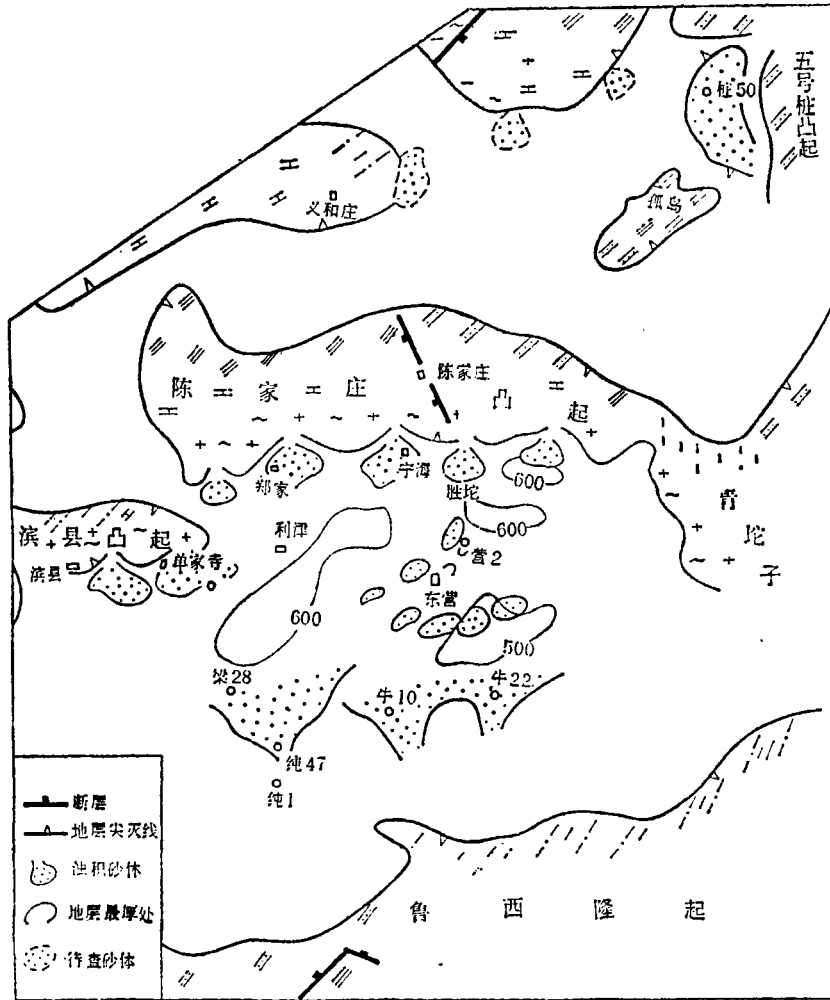 五号桩凸起
桩50
孤岛
义和庄
陈家庄凸起
陈家庄
郑家
宁海
胜坨
600
600
青坨子
滨县凸起
滨县
单家寺
利津
营2
东营
600
500
梁28
牛10
牛22
纯47
纯1
断层
地层尖灭线
浊积砂体
地层最厚处
待查砂体
鲁西隆起